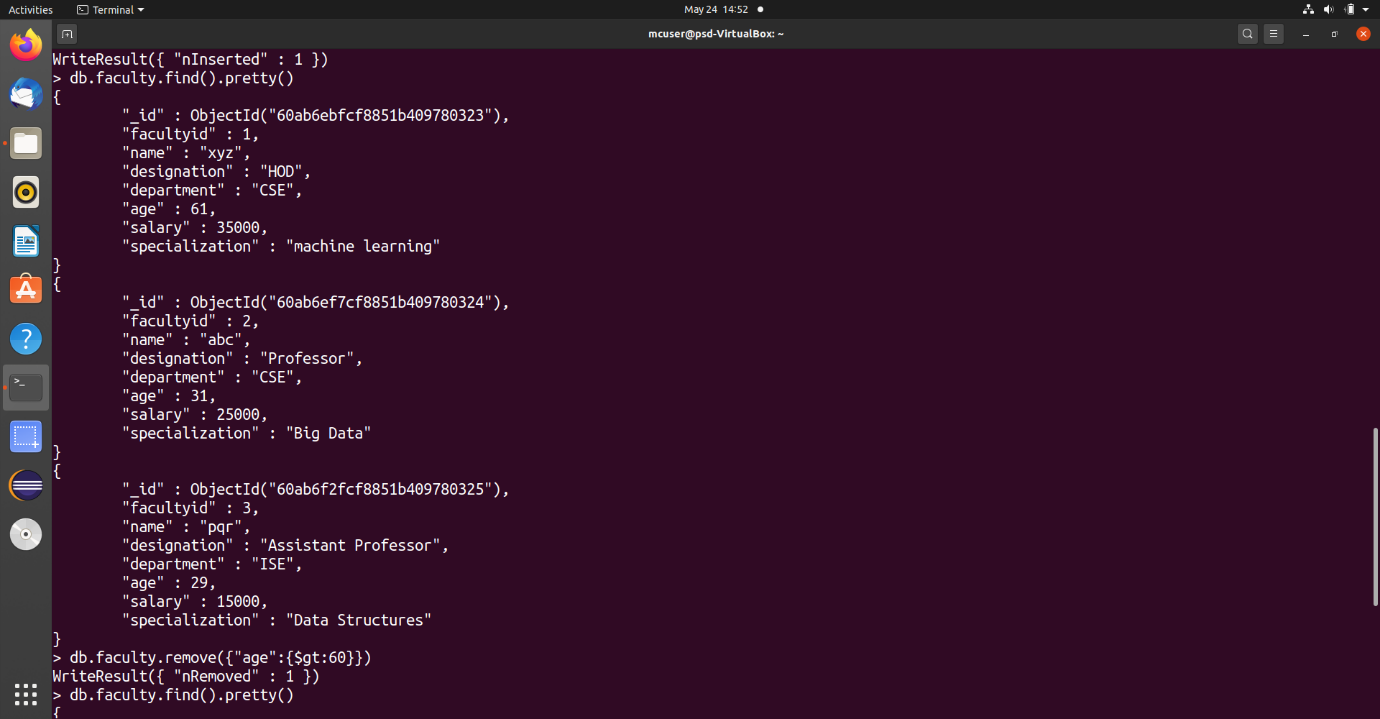 Activities Terminal May 24 14:52
mcuser@psd-VirtualBox: ~
WriteResult({ "nInserted" : 1 })
> db.faculty.find().pretty()
{
"_id" : ObjectId("60ab6ebfcf8851b409780323"),
"facultyid" : 1,
"name" : "xyz",
"designation" : "HOD",
"department" : "CSE",
"age" : 61,
"salary" : 35000,
"specialization" : "machine learning"
}
{
"_id" : ObjectId("60ab6ef7cf8851b409780324"),
"facultyid" : 2,
"name" : "abc",
"designation" : "Professor",
"department" : "CSE",
"age" : 31,
"salary" : 25000,
"specialization" : "Big Data"
}
{
"_id" : ObjectId("60ab6f2fcf8851b409780325"),
"facultyid" : 3,
"name" : "pqr",
"designation" : "Assistant Professor",
"department" : "ISE",
"age" : 29,
"salary" : 15000,
"specialization" : "Data Structures"
}
> db.faculty.remove({"age":{$gt:60}})
WriteResult({ "nRemoved" : 1 })
> db.faculty.find().pretty()
{